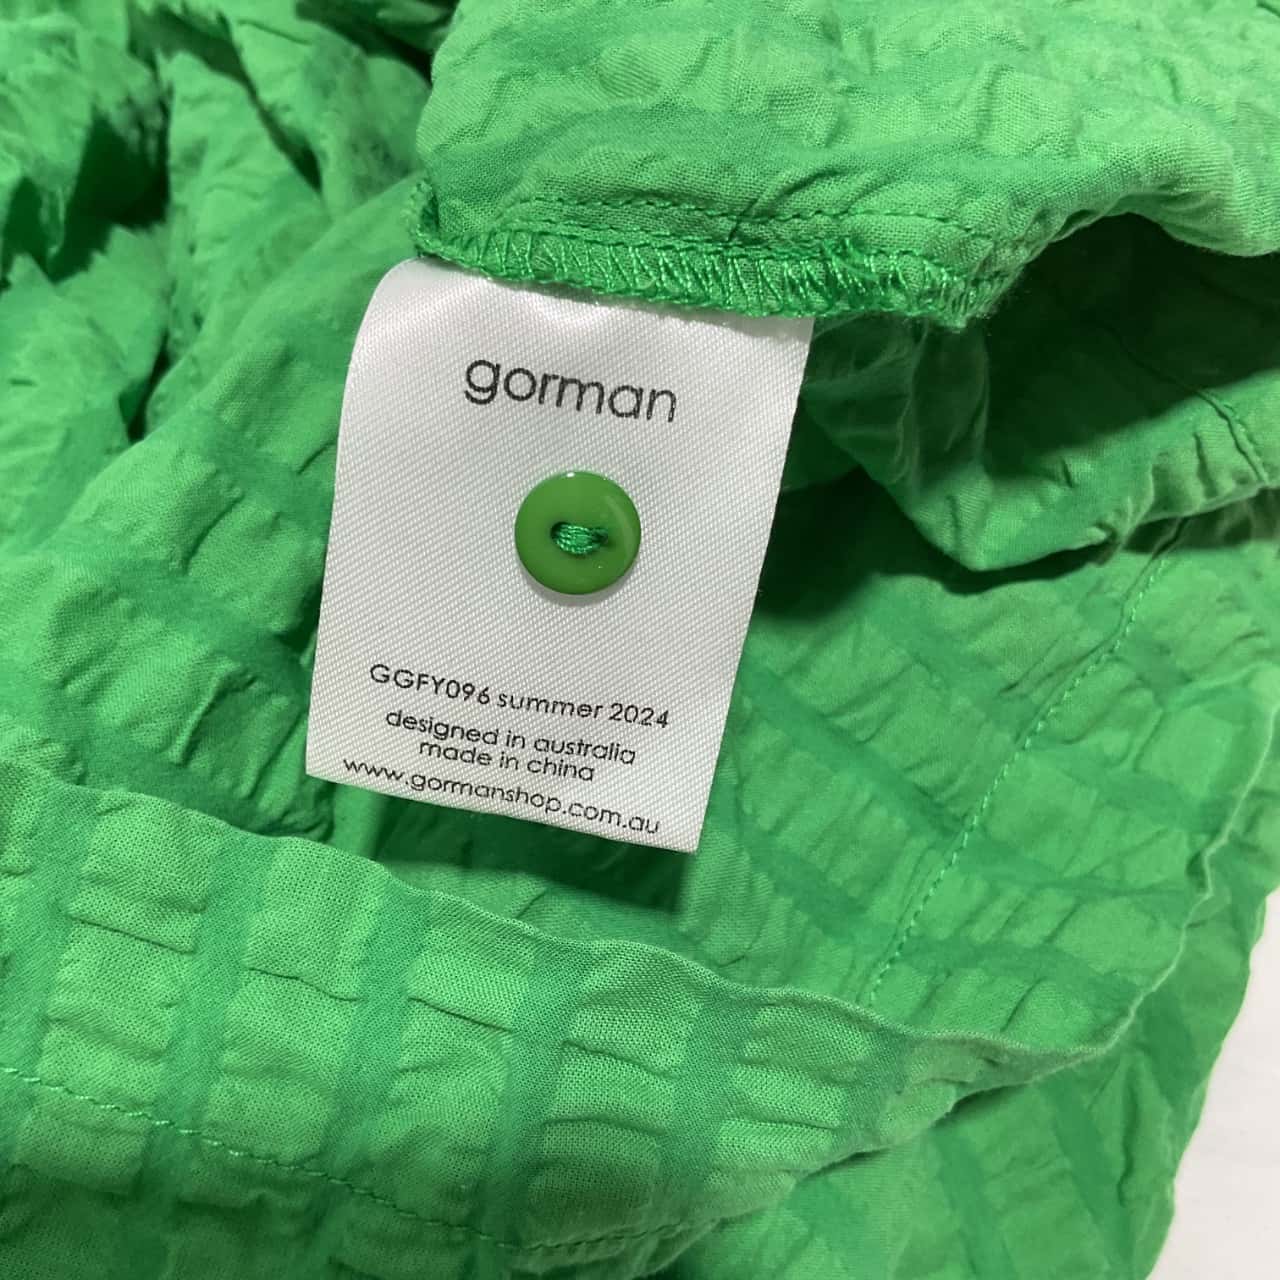 gorman
GGFY096 summer 2024
designed in australia
made in china
www.gormanshop.com.au